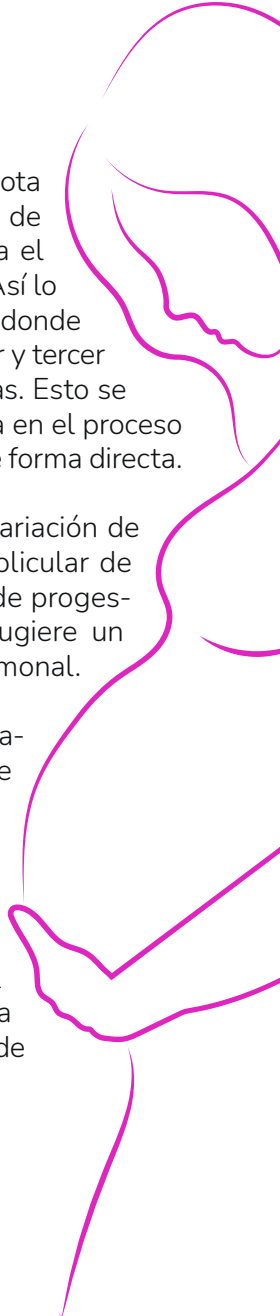 ota
de
a el
Así lo
donde
r y tercer
as. Esto se
a en el proceso
e forma directa.
ariación de
olicular de
de proges-
ugiere un
monal.
a-
e
a
de